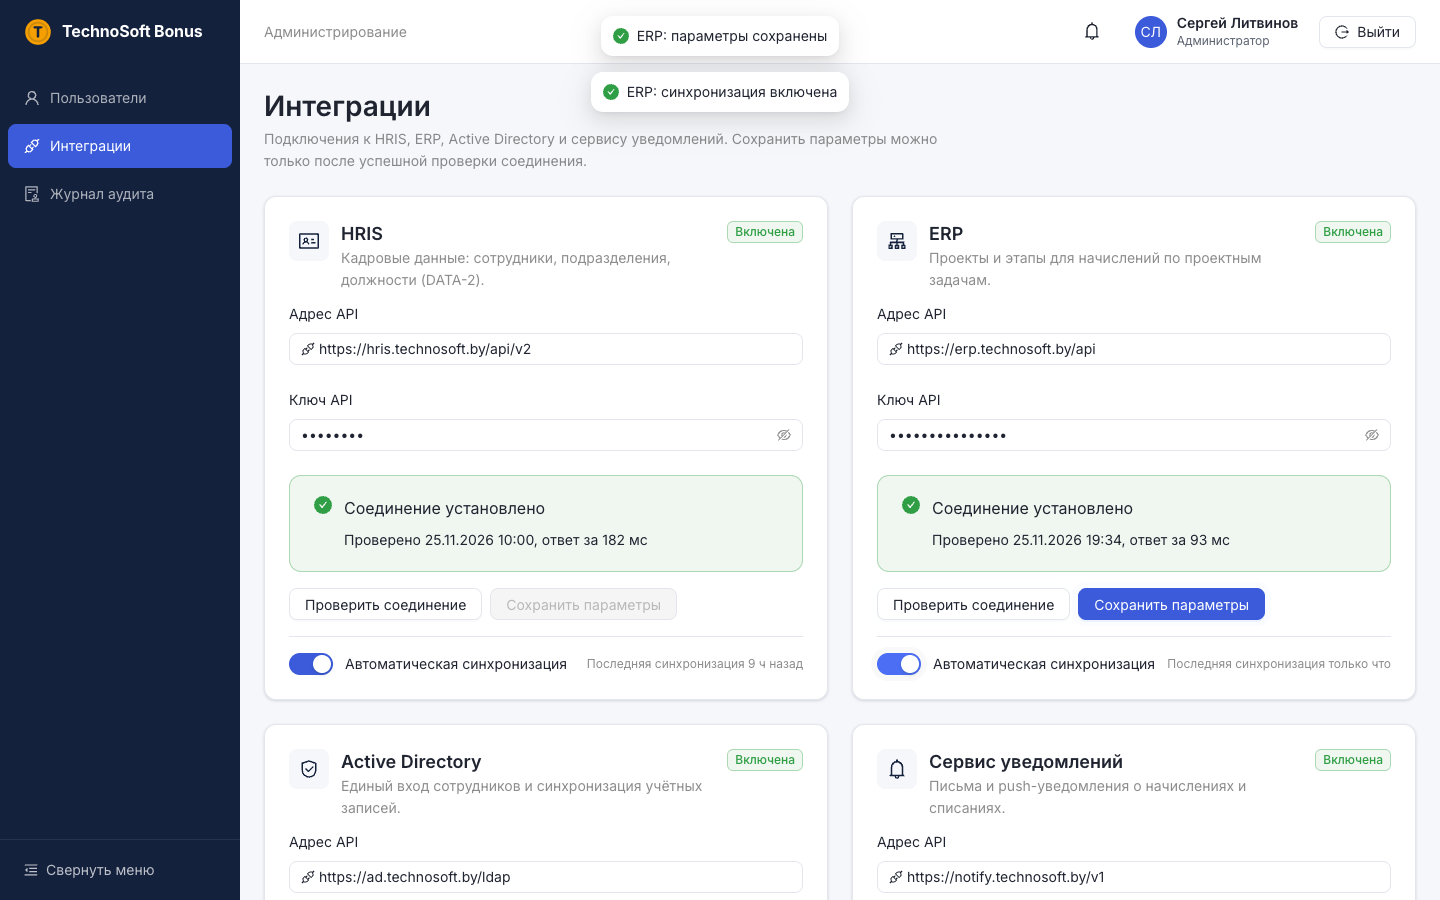 TechnoSoft Bonus
Пользователи
Интеграции
Журнал аудита
Свернуть меню
Администрирование
ERP: параметры сохранены
ERP: синхронизация включена
СЛ
Сергей Литвинов
Администратор
Выйти
Интеграции
Подключения к HRIS, ERP, Active Directory и сервису уведомлений. Сохранить параметры можно
только после успешной проверки соединения.
HRIS
Включена
Кадровые данные: сотрудники, подразделения,
должности (DATA-2).
Адрес API
https://hris.technosoft.by/api/v2
Ключ API
••••••••
Соединение установлено
Проверено 25.11.2026 10:00, ответ за 182 мс
Проверить соединение
Сохранить параметры
Автоматическая синхронизация
Последняя синхронизация 9 ч назад
ERP
Включена
Проекты и этапы для начислений по проектным
задачам.
Адрес API
https://erp.technosoft.by/api
Ключ API
•••••••••••••••
Соединение установлено
Проверено 25.11.2026 19:34, ответ за 93 мс
Проверить соединение
Сохранить параметры
Автоматическая синхронизация
Последняя синхронизация только что
Active Directory
Включена
Единый вход сотрудников и синхронизация учётных
записей.
Адрес API
https://ad.technosoft.by/ldap
Сервис уведомлений
Включена
Письма и push-уведомления о начислениях и
списаниях.
Адрес API
https://notify.technosoft.by/v1